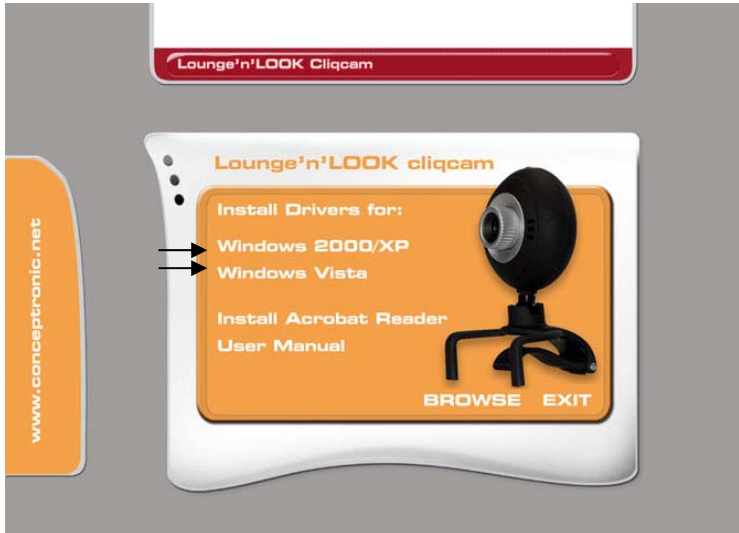 Lounge'n'LOOK Cliqcam
www.conceptronic.net
Lounge'n'LOOK cliqcam
Install Drivers for:
Windows 2000/XP
Windows Vista
Install Acrobat Reader
User Manual
BROWSE EXIT